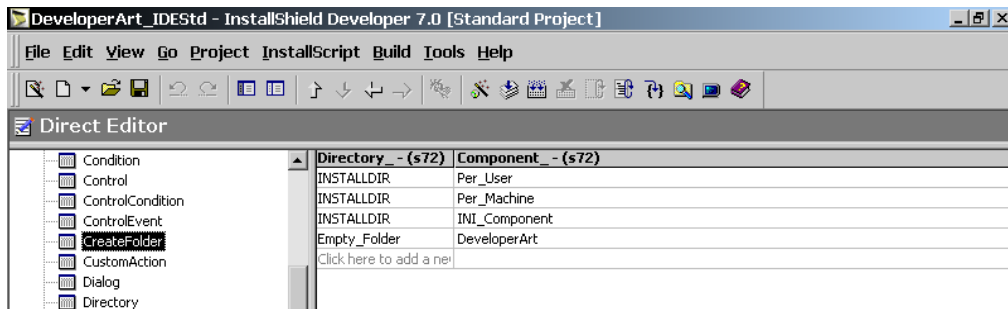 DeveloperArt_IDEStd - InstallShield Developer 7.0 [Standard Project]
File Edit View Go Project InstallScript Build Tools Help
Direct Editor
Condition
Control
ControlCondition
ControlEvent
CreateFolder
CustomAction
Dialog
Directory
Directory_ - (s72) Component_ - (s72)
INSTALLDIR Per_User
INSTALLDIR Per_Machine
INSTALLDIR INI_Component
Empty_Folder DeveloperArt
Click here to add a ne